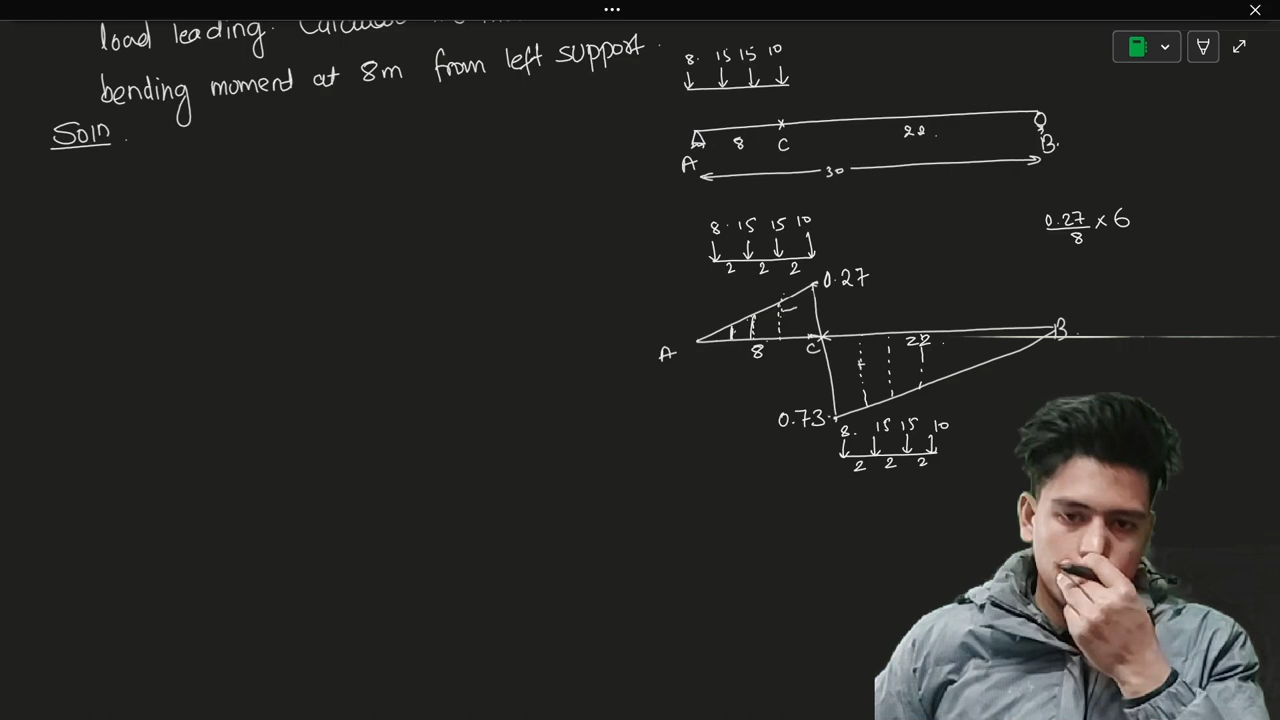 load leading.
bending moment at 8m from left support.
Soln.
8. 15 15 10
8 C 22.
A B.
30
0.27/8 × 6
8. 15 15 10
2 2 2
0.27
A 8 C 22. B
0.73
8. 15 15 10
2 2 2